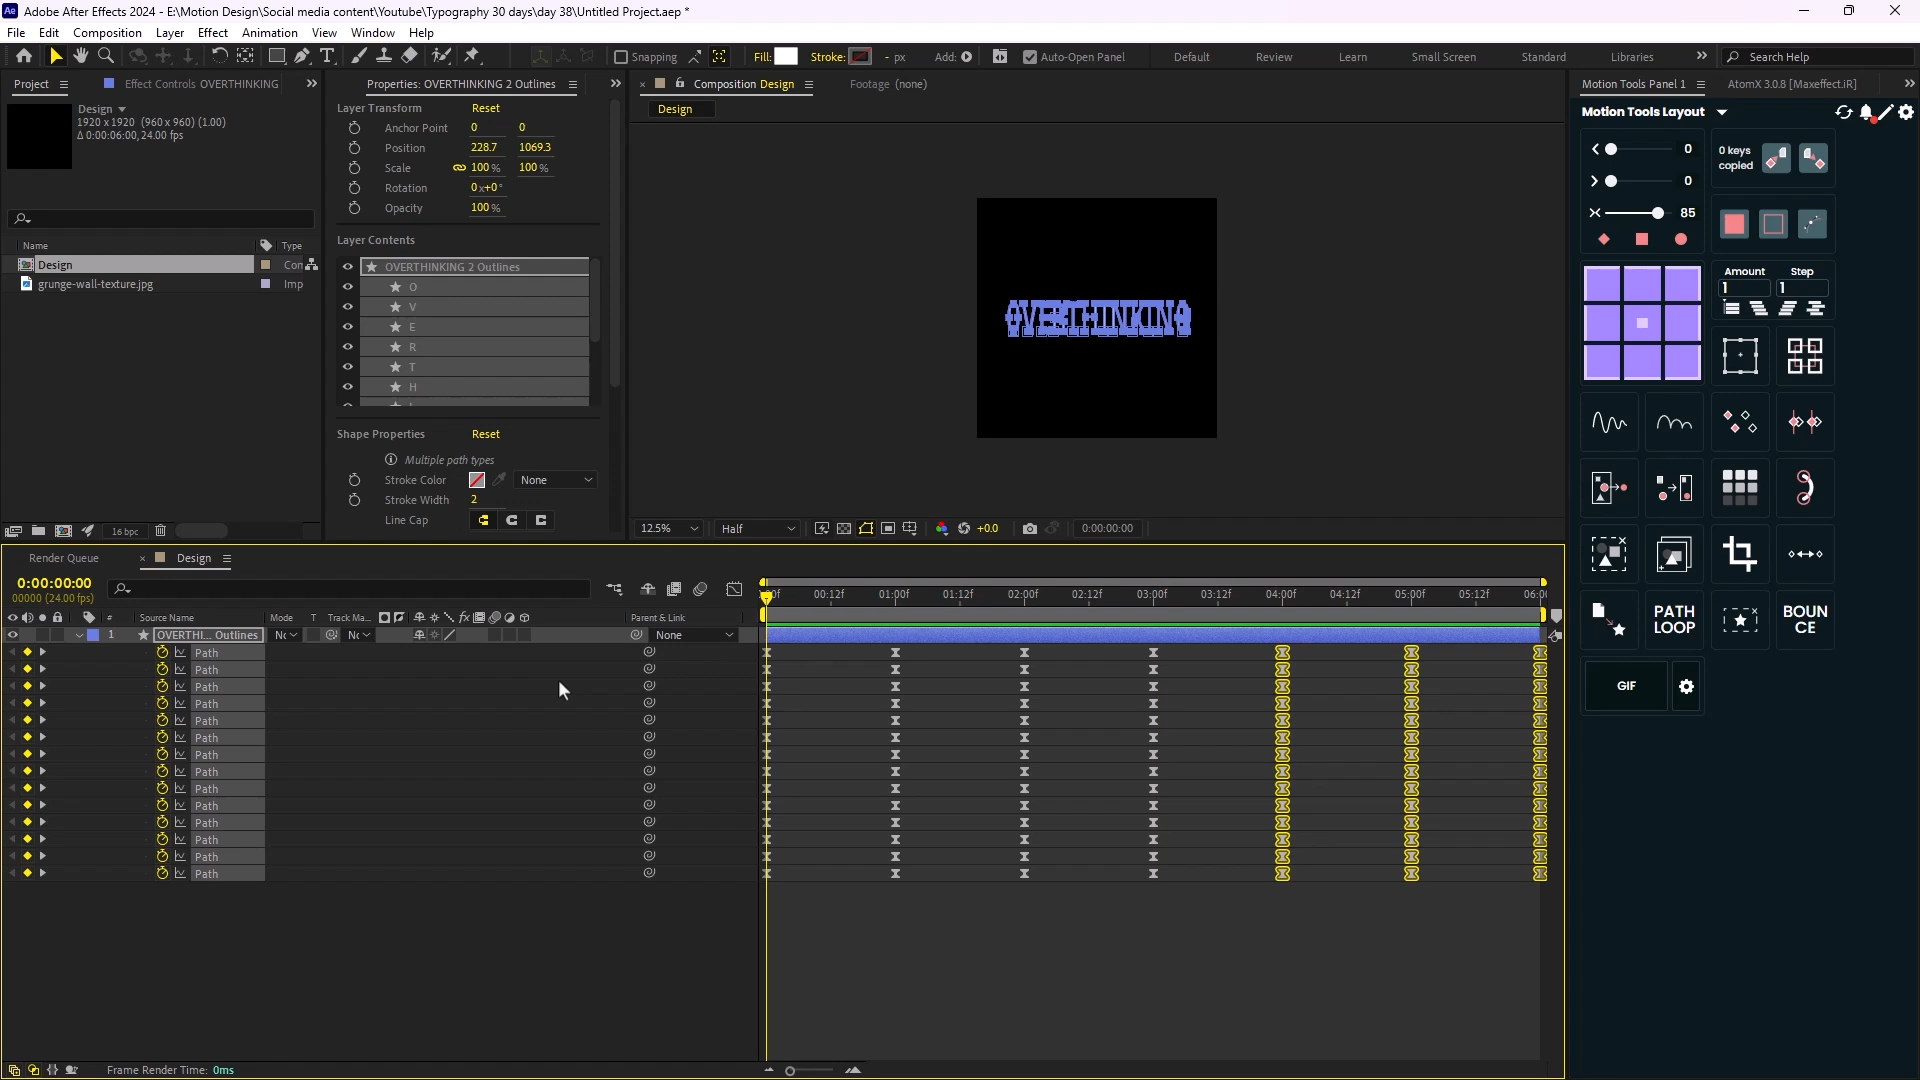 Ae Adobe After Effects 2024 - E:\Motion Design\Social media content\Youtube\Typography 30 days\day 38\Untitled Project.aep *
File Edit Composition Layer Effect Animation View Window Help
Snapping Fill: Stroke: - px Add: Auto-Open Panel Default Review Learn Small Screen Standard Libraries Search Help
Project Effect Controls OVERTHINKING Properties: OVERTHINKING 2 Outlines Composition Design Footage (none) Motion Tools Panel 1 AtomX 3.0.8 [Maxeffect.iR]
Design
1920 x 1920 (960 x 960) (1.00)
Δ 0:00:06:00, 24.00 fps
Name Type
Design Con
grunge-wall-texture.jpg Imp
16 bpc
Layer Transform Reset
Anchor Point 0 0
Position 228.7 1069.3
Scale 100 % 100 %
Rotation 0x+0°
Opacity 100 %
Layer Contents
OVERTHINKING 2 Outlines
O
V
E
R
T
H
Shape Properties Reset
Multiple path types
Stroke Color None
Stroke Width 2
Line Cap
Design
OVERTHINKING
12.5% Half +0.0 0:00:00:00
Motion Tools Layout
0
0
85
0 keys
copied
Amount Step
1 1
PATH
LOOP
BOUN
CE
GIF
Render Queue Design
0:00:00:00
00000 (24.00 fps)
00f 00:12f 01:00f 01:12f 02:00f 02:12f 03:00f 03:12f 04:00f 04:12f 05:00f 05:12f 06:00
# Source Name Mode T Track Ma... Parent & Link
1 OVERTHI... Outlines Nc Nc None
Path
Path
Path
Path
Path
Path
Path
Path
Path
Path
Path
Path
Path
Path
Frame Render Time: 0ms